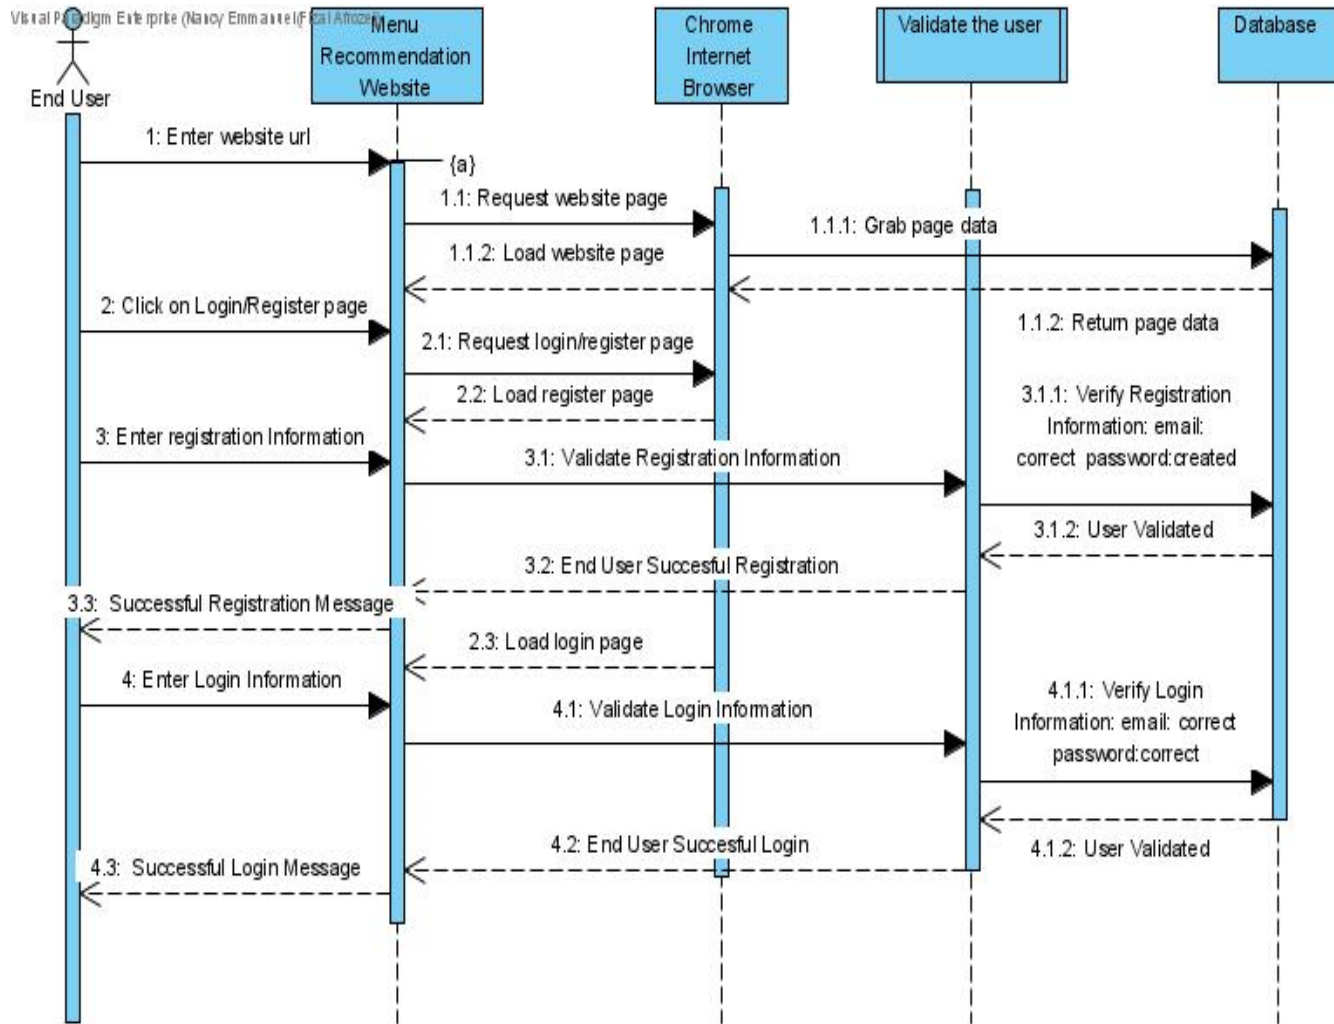 Visual Paradigm Enterprise (Nancy Emmanuel(
End User
Menu
Recommendation
Website
Chrome
Internet
Browser
Validate the user
Database
1: Enter website url
{a}
1.1: Request website page
1.1.1: Grab page data
1.1.2: Load website page
1.1.2: Return page data
2: Click on Login/Register page
2.1: Request login/register page
2.2: Load register page
3: Enter registration Information
3.1: Validate Registration Information
3.1.1: Verify Registration
Information: email:
correct password:created
3.1.2: User Validated
3.2: End User Succesful Registration
3.3: Successful Registration Message
2.3: Load login page
4: Enter Login Information
4.1: Validate Login Information
4.1.1: Verify Login
Information: email: correct
password:correct
4.1.2: User Validated
4.2: End User Succesful Login
4.3: Successful Login Message